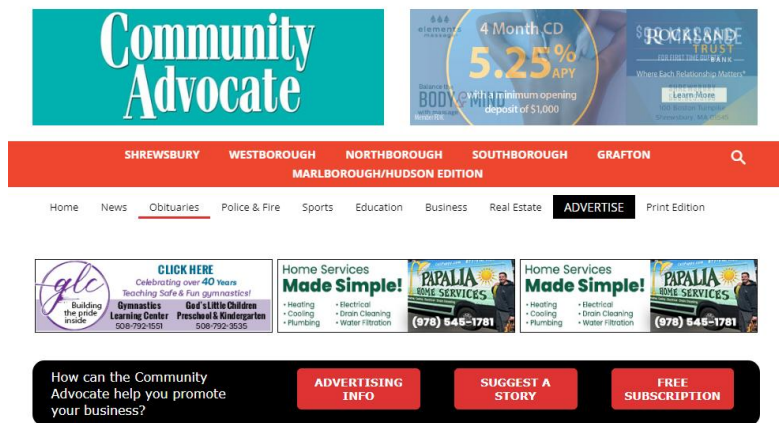 Community
Advocate
elements
massage
4 Month CD
5.25%
APY
with a minimum opening
deposit of $1,000
Member FDIC
BODY & MIND
ROCKLAND
TRUST
BANK
Where Each Relationship Matters®
Learn More
SHREWSBURY WESTBOROUGH NORTHBOROUGH SOUTHBOROUGH GRAFTON
MARLBOROUGH/HUDSON EDITION
Home News Obituaries Police & Fire Sports Education Business Real Estate ADVERTISE Print Edition
glc
Building
the pride
inside
CLICK HERE
Celebrating over 40 Years
Teaching Safe & Fun gymnastics!
Gymnastics God's Little Children
Learning Center Preschool & Kindergarten
508-792-1551 508-792-3535
Home Services
Made Simple!
• Heating • Electrical
• Cooling • Drain Cleaning
• Plumbing • Water Filtration
PAPALIA
HOME SERVICES
(978) 545-1781
Home Services
Made Simple!
• Heating • Electrical
• Cooling • Drain Cleaning
• Plumbing • Water Filtration
PAPALIA
HOME SERVICES
(978) 545-1781
How can the Community
Advocate help you promote
your business?
ADVERTISING
INFO
SUGGEST A
STORY
FREE
SUBSCRIPTION